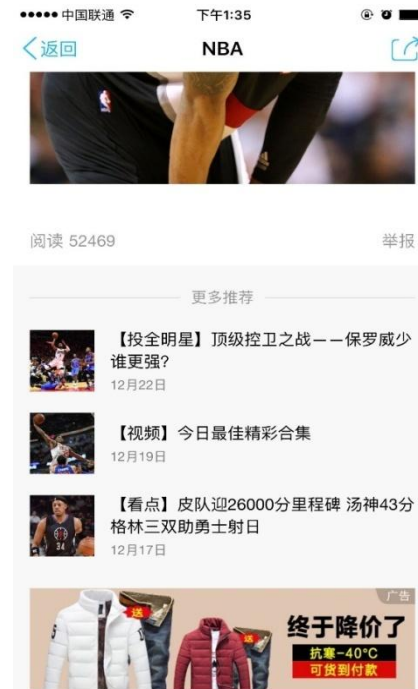 中国联通
下午1:35
返回
NBA
阅读 52469
举报
更多推荐
【投全明星】顶级控卫之战——保罗威少
谁更强?
12月22日
【视频】今日最佳精彩合集
12月19日
【看点】皮队迎26000分里程碑 汤神43分
格林三双助勇士射日
12月17日
34
广告
送
送
终于降价了
抗寒-40°C
可货到付款